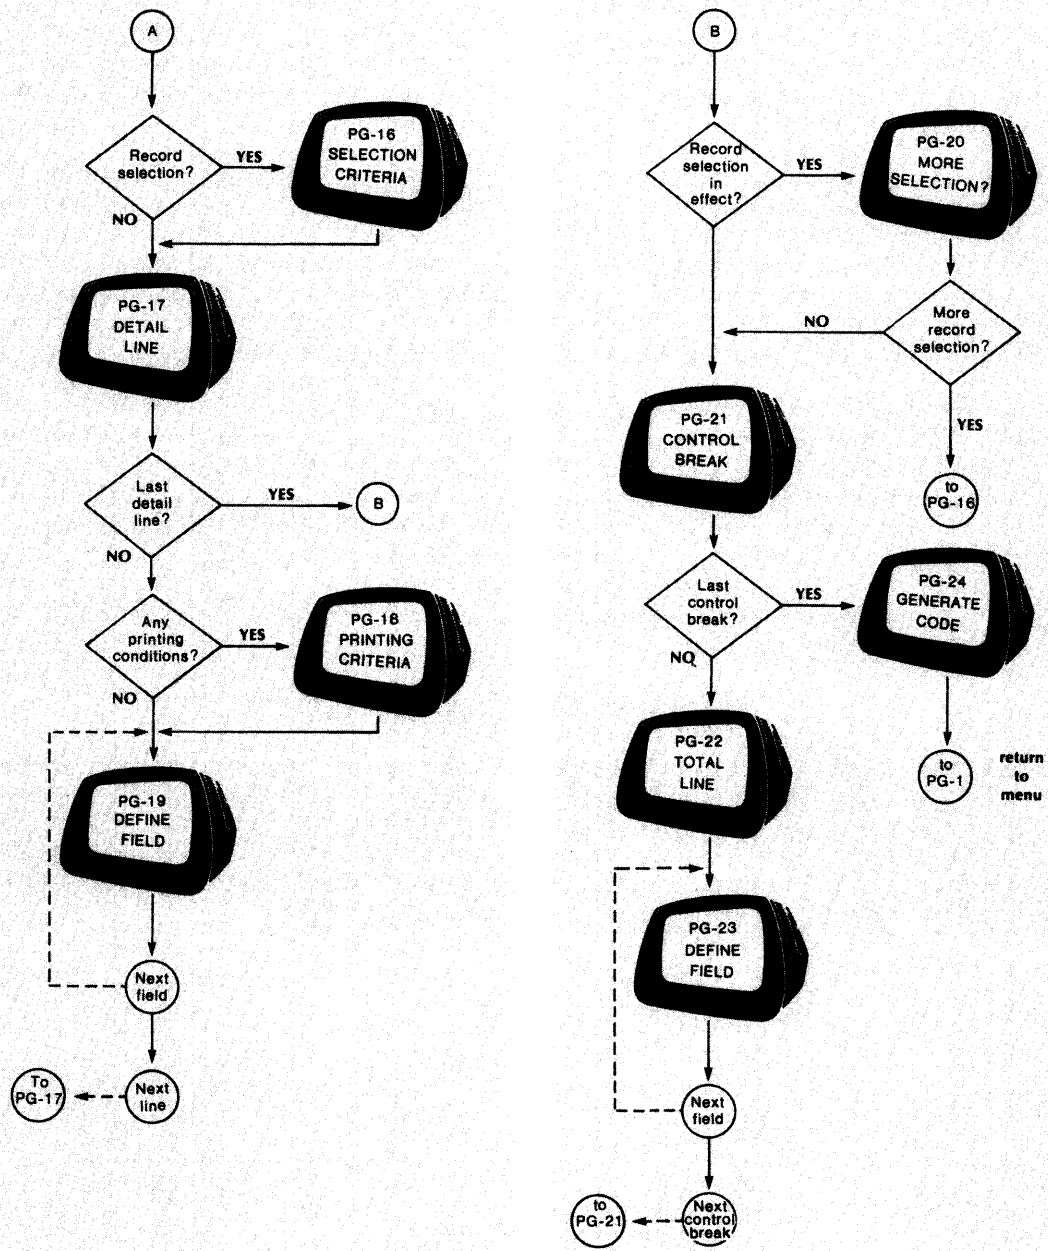 A
Record
selection?
YES
PG-16
SELECTION
CRITERIA
NO
PG-17
DETAIL
LINE
Last
detail
line?
YES
B
NO
Any
printing
conditions?
YES
PG-18
PRINTING
CRITERIA
NO
PG-19
DEFINE
FIELD
Next
field
Next
line
To
PG-17
B
Record
selection
in
effect?
YES
PG-20
MORE
SELECTION?
More
record
selection?
NO
YES
to
PG-16
PG-21
CONTROL
BREAK
Last
control
break?
YES
PG-24
GENERATE
CODE
NO
to
PG-1
return
to
menu
PG-22
TOTAL
LINE
PG-23
DEFINE
FIELD
Next
field
Next
control
break
to
PG-21